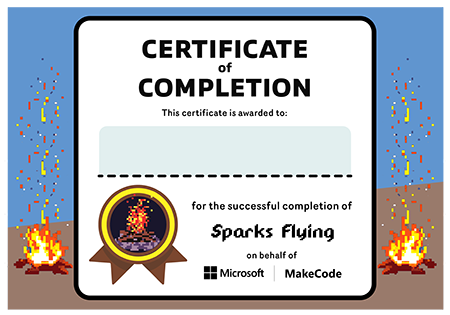 CERTIFICATE
of
COMPLETION
This certificate is awarded to:
for the successful completion of
Sparks Flying
on behalf of
Microsoft MakeCode